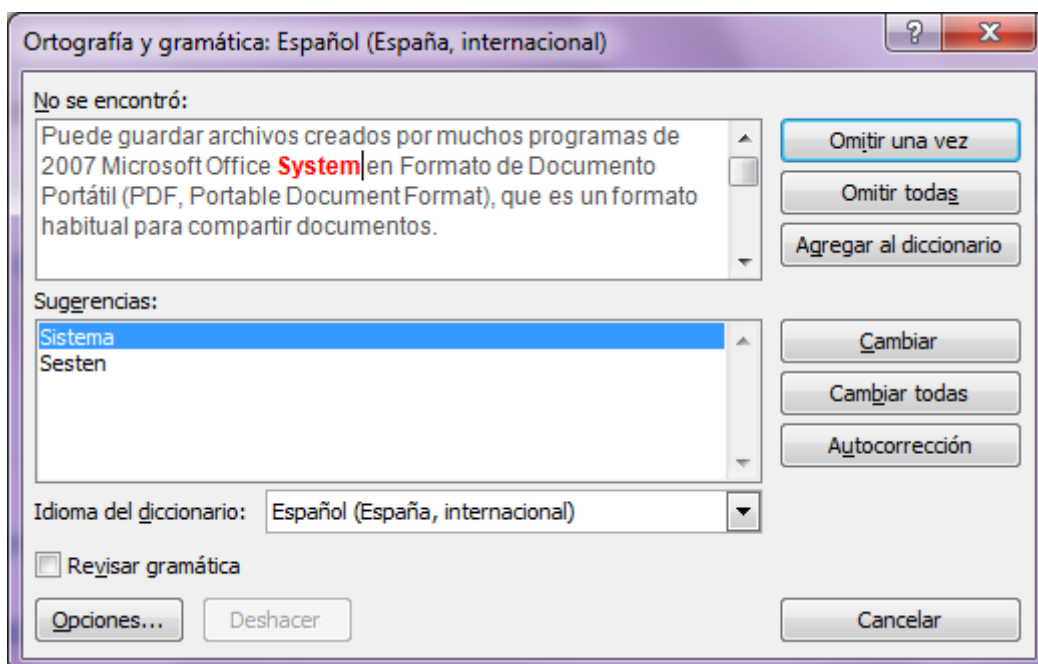 Ortografía y gramática: Español (España, internacional)
No se encontró:
Puede guardar archivos creados por muchos programas de
2007 Microsoft Office System en Formato de Documento
Portátil (PDF, Portable Document Format), que es un formato
habitual para compartir documentos.
Omitir una vez
Omitir todas
Agregar al diccionario
Sugerencias:
Sistema
Sesten
Cambiar
Cambiar todas
Autocorrección
Idioma del diccionario: Español (España, internacional)
Revisar gramática
Opciones... Deshacer Cancelar